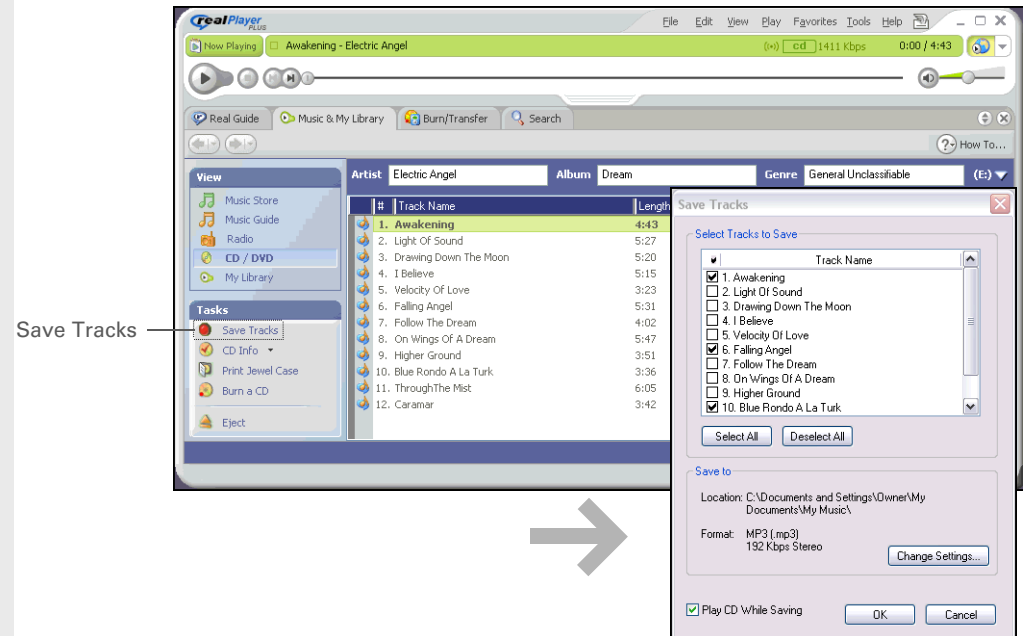 realPlayer PLUS
File Edit View Play Favorites Tools Help
Now Playing Awakening - Electric Angel cd 1411 Kbps 0:00 / 4:43
Real Guide Music & My Library Burn/Transfer Search
How To...
View
Music Store
Music Guide
Radio
CD / DVD
My Library
Tasks
Save Tracks
CD Info
Print Jewel Case
Burn a CD
Eject
Save Tracks
Artist Electric Angel Album Dream Genre General Unclassifiable (E:)
# Track Name Length
1. Awakening 4:43
2. Light Of Sound 5:27
3. Drawing Down The Moon 5:20
4. I Believe 5:15
5. Velocity Of Love 3:23
6. Falling Angel 5:31
7. Follow The Dream 4:02
8. On Wings Of A Dream 5:47
9. Higher Ground 3:51
10. Blue Rondo A La Turk 3:36
11. ThroughThe Mist 6:05
12. Caramar 3:42
Save Tracks
Select Tracks to Save
Track Name
1. Awakening
2. Light Of Sound
3. Drawing Down The Moon
4. I Believe
5. Velocity Of Love
6. Falling Angel
7. Follow The Dream
8. On Wings Of A Dream
9. Higher Ground
10. Blue Rondo A La Turk
Select All Deselect All
Save to
Location: C:\Documents and Settings\Owner\My
Documents\My Music\
Format: MP3 (.mp3)
192 Kbps Stereo
Change Settings...
Play CD While Saving
OK Cancel